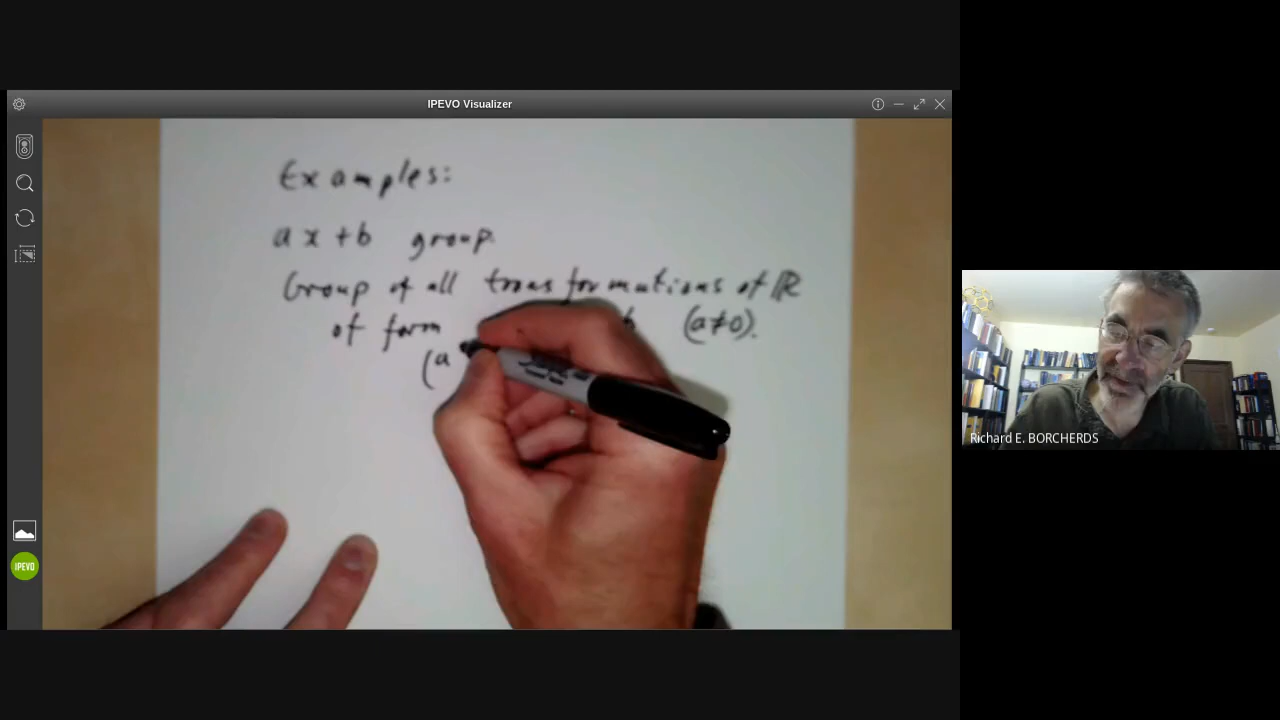 IPEVO Visualizer
Examples:
ax+b group.
Group of all transformations of ℝ
of form b (a≠0).
(a
IPEVO
Richard E. BORCHERDS